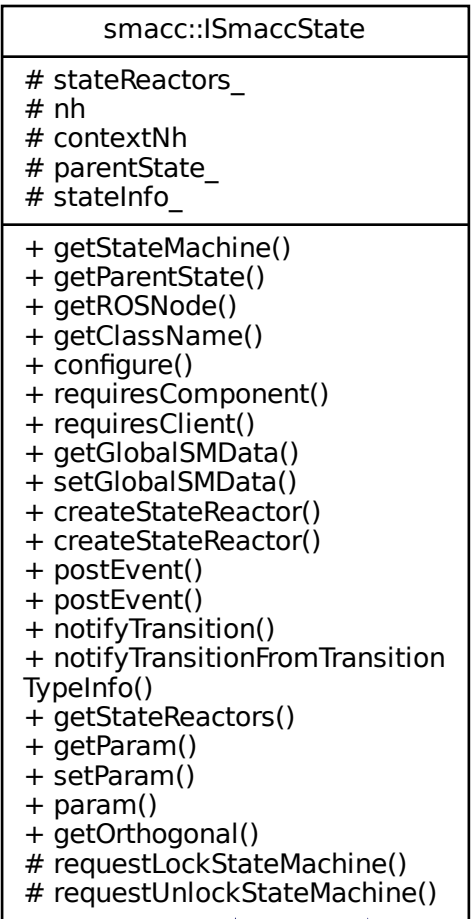 smacc::ISmaccState
# stateReactors_
# nh
# contextNh
# parentState_
# stateInfo_
+ getStateMachine()
+ getParentState()
+ getROSNode()
+ getClassName()
+ configure()
+ requiresComponent()
+ requiresClient()
+ getGlobalSMData()
+ setGlobalSMData()
+ createStateReactor()
+ createStateReactor()
+ postEvent()
+ postEvent()
+ notifyTransition()
+ notifyTransitionFromTransition
TypeInfo()
+ getStateReactors()
+ getParam()
+ setParam()
+ param()
+ getOrthogonal()
# requestLockStateMachine()
# requestUnlockStateMachine()